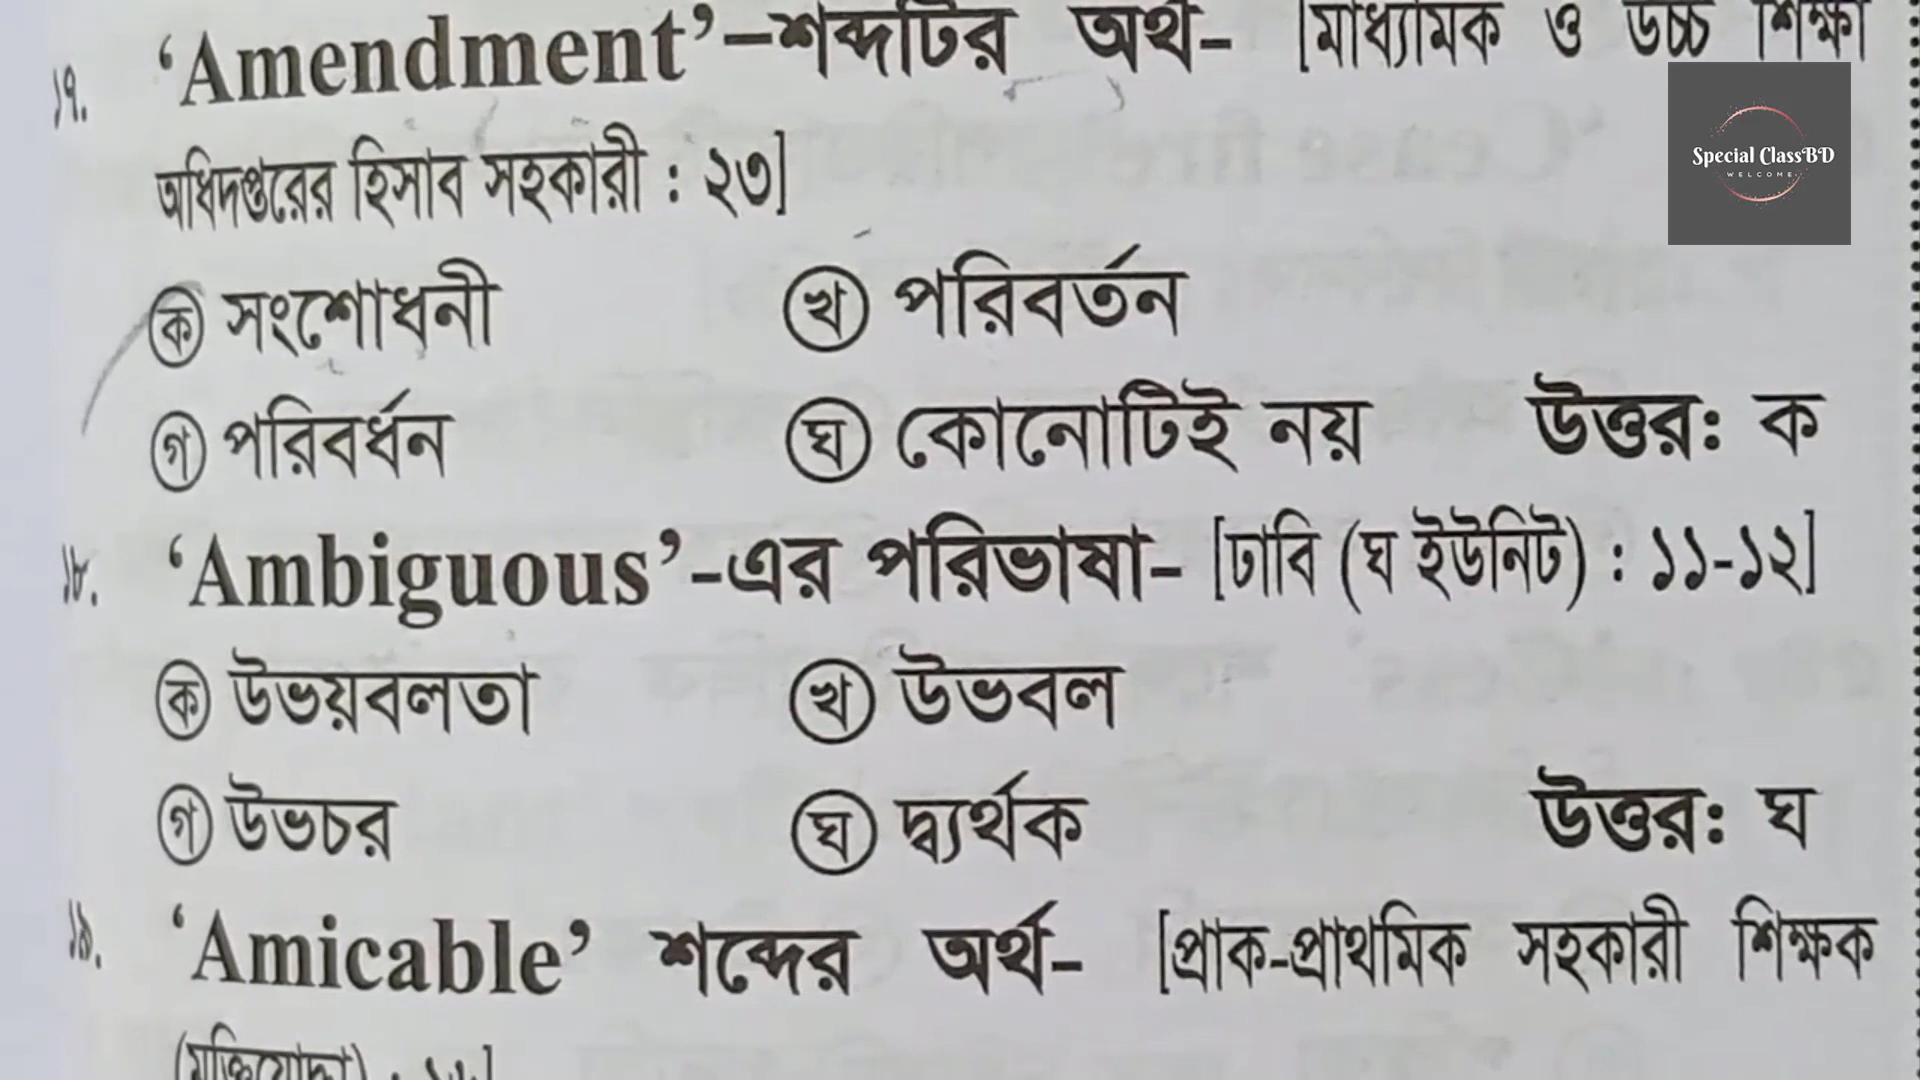 ১৭. ‘Amendment’–শব্দটির অর্থ– [মাধ্যমিক ও উচ্চ শিক্ষা
অধিদপ্তরের হিসাব সহকারী : ২৩]
ক সংশোধনী খ পরিবর্তন
গ পরিবর্ধন ঘ কোনোটিই নয় উত্তর: ক
১৮. ‘Ambiguous’-এর পরিভাষা– [ঢাবি (ঘ ইউনিট) : ১১-১২]
ক উভয়বলতা খ উভবল
গ উভচর ঘ দ্ব্যর্থক উত্তর: ঘ
১৯. ‘Amicable’ শব্দের অর্থ– [প্রাক-প্রাথমিক সহকারী শিক্ষক
(মুক্তিযোদ্ধা) :
Special ClassBD
WELCOME